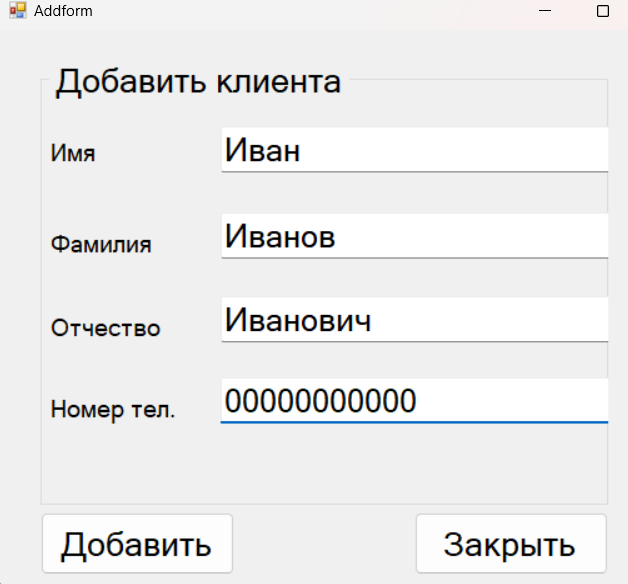 Addform
Добавить клиента
Имя
Иван
Фамилия
Иванов
Отчество
Иванович
Номер тел.
00000000000
Добавить
Закрыть